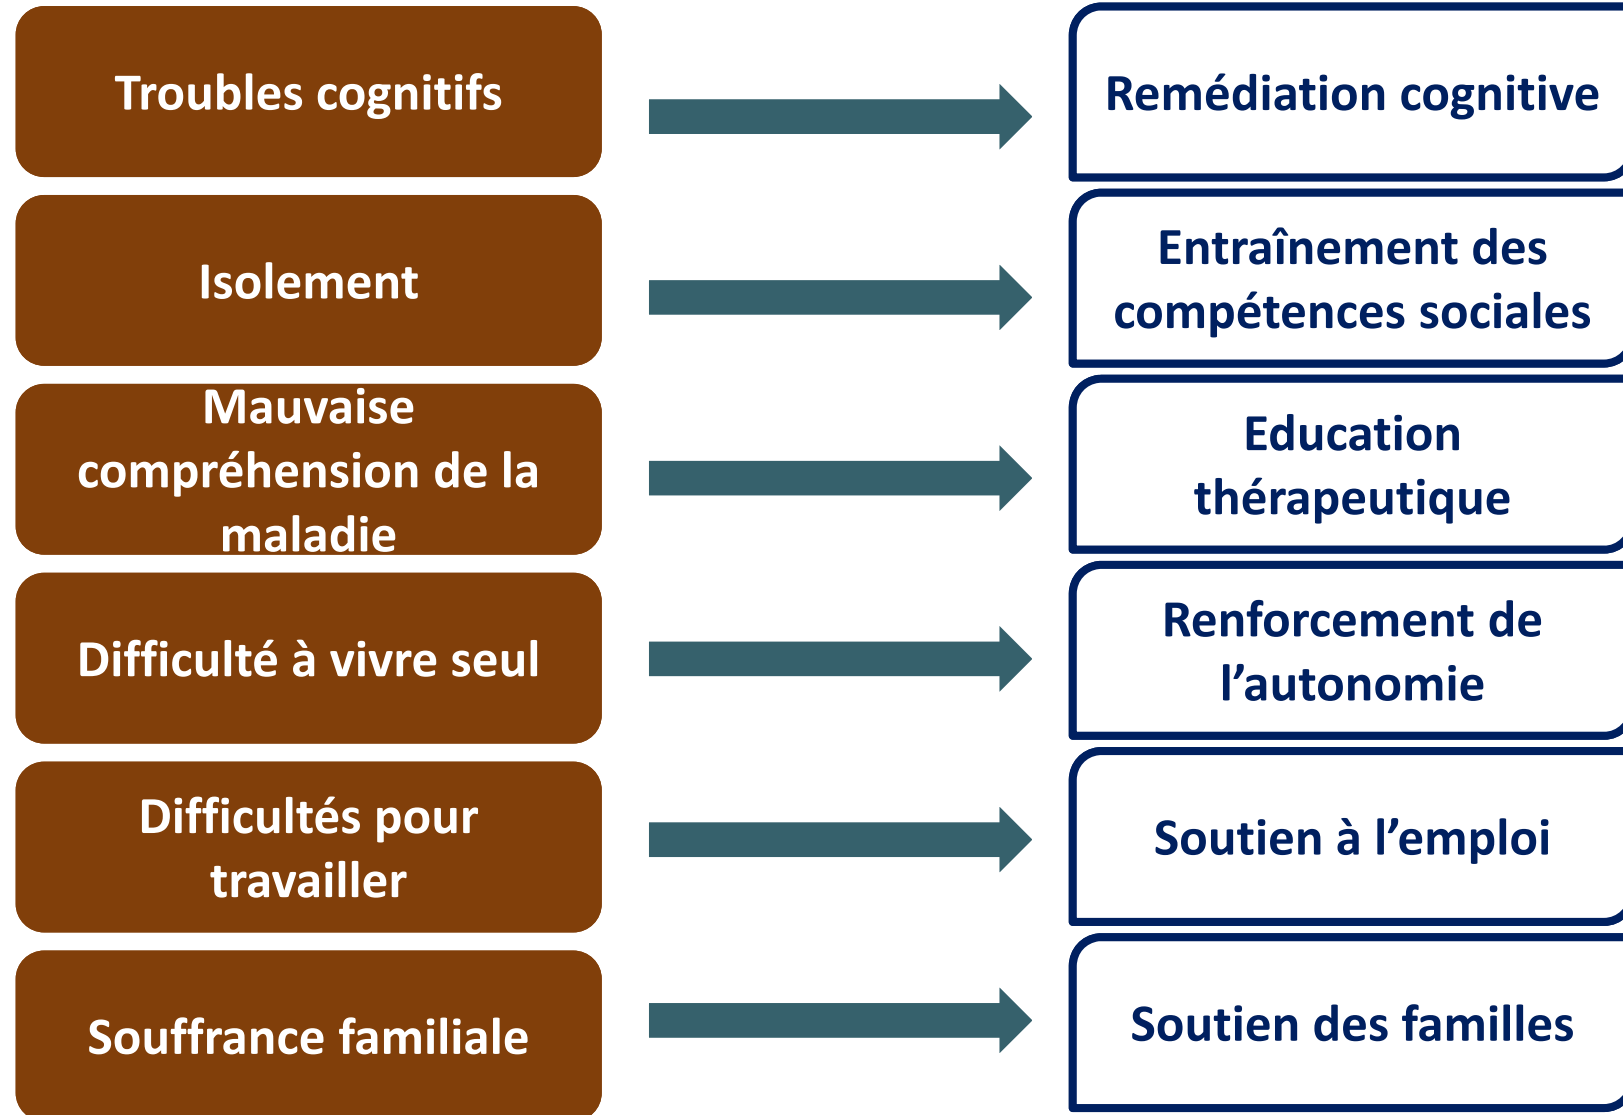 Troubles cognitifs
Remédiation cognitive
Isolement
Entraînement des
compétences sociales
Mauvaise
compréhension de la
maladie
Education
thérapeutique
Difficulté à vivre seul
Renforcement de
l’autonomie
Difficultés pour
travailler
Soutien à l’emploi
Souffrance familiale
Soutien des familles